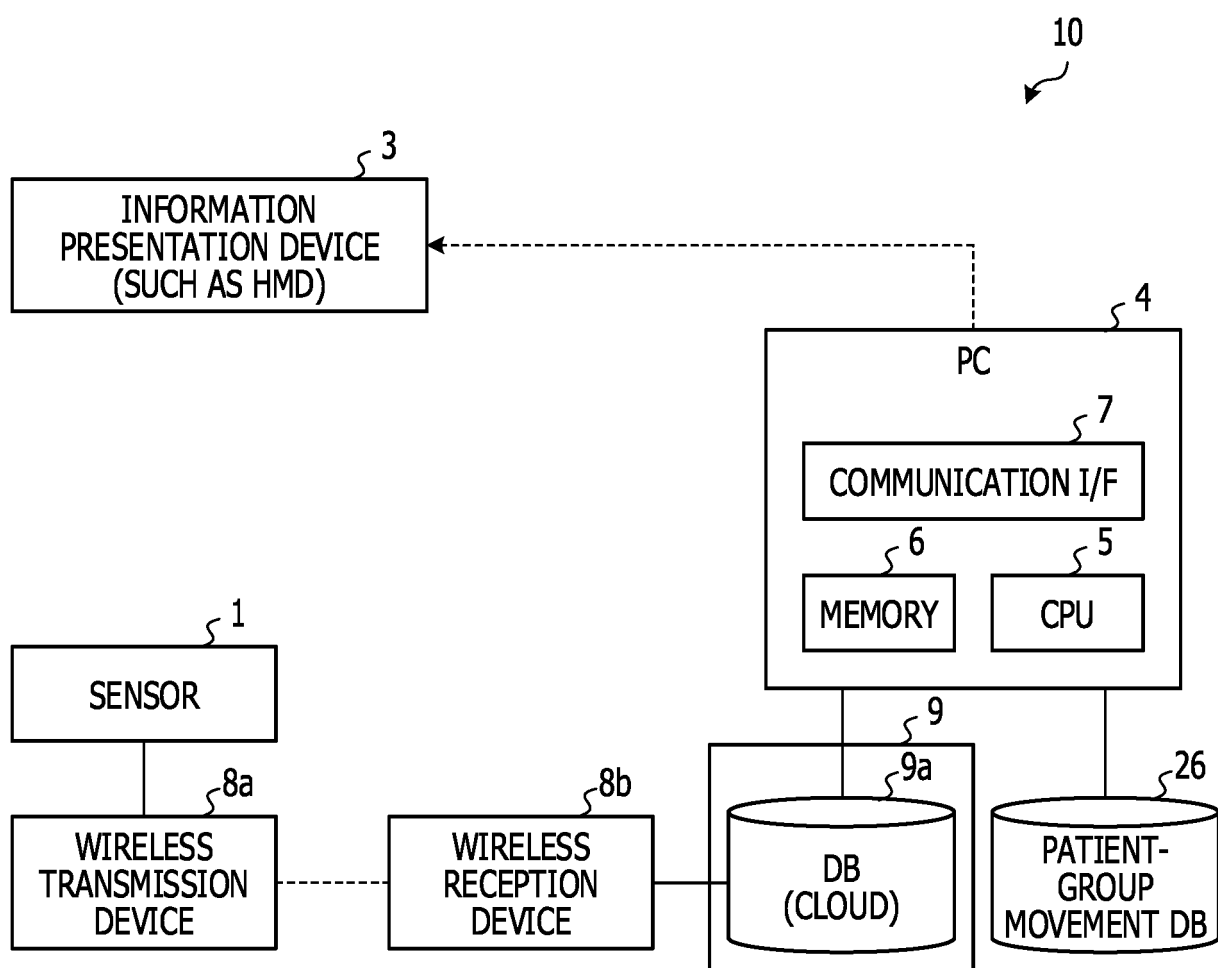 10
3
INFORMATION
PRESENTATION DEVICE
(SUCH AS HMD)
4
PC
7
COMMUNICATION I/F
6
5
MEMORY
CPU
1
SENSOR
9
8a
8b
9a
26
WIRELESS
TRANSMISSION
DEVICE
WIRELESS
RECEPTION
DEVICE
DB
(CLOUD)
PATIENT-
GROUP
MOVEMENT DB